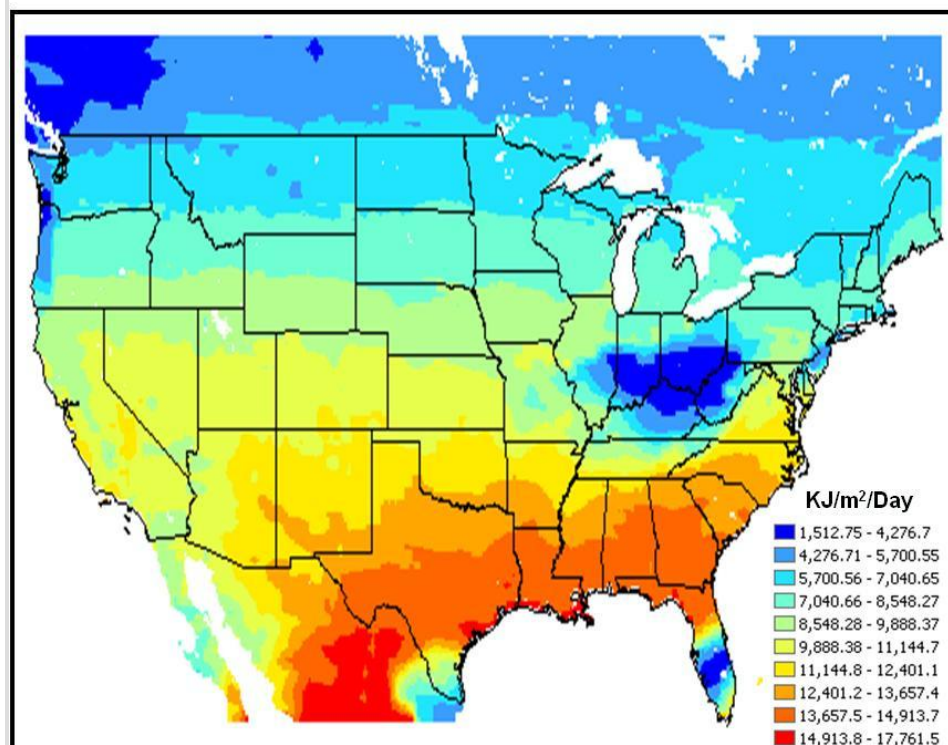 KJ/m²/Day
1,512.75 - 4,276.7
4,276.71 - 5,700.55
5,700.56 - 7,040.65
7,040.66 - 8,548.27
8,548.28 - 9,888.37
9,888.38 - 11,144.7
11,144.8 - 12,401.1
12,401.2 - 13,657.4
13,657.5 - 14,913.7
14,913.8 - 17,761.5